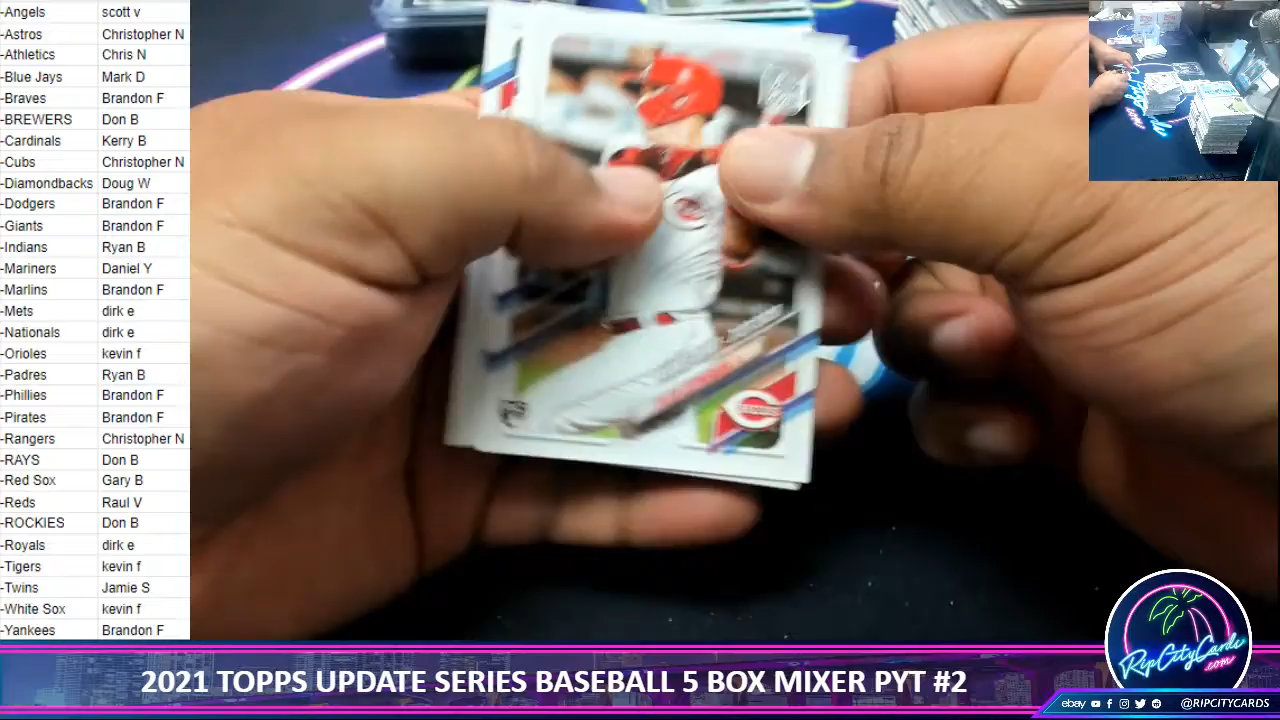 -Angels scott v
-Astros Christopher N
-Athletics Chris N
-Blue Jays Mark D
-Braves Brandon F
-BREWERS Don B
-Cardinals Kerry B
-Cubs Christopher N
-Diamondbacks Doug W
-Dodgers Brandon F
-Giants Brandon F
-Indians Ryan B
-Mariners Daniel Y
-Marlins Brandon F
-Mets dirk e
-Nationals dirk e
-Orioles kevin f
-Padres Ryan B
-Phillies Brandon F
-Pirates Brandon F
-Rangers Christopher N
-RAYS Don B
-Red Sox Gary B
-Reds Raul V
-ROCKIES Don B
-Royals dirk e
-Tigers kevin f
-Twins Jamie S
-White Sox kevin f
-Yankees Brandon F
RipCityCards
.com
2021 TOPPS UPDATE SERIES BASEBALL 5 BOX MIXER PYT #2
ebay @RIPCITYCARDS